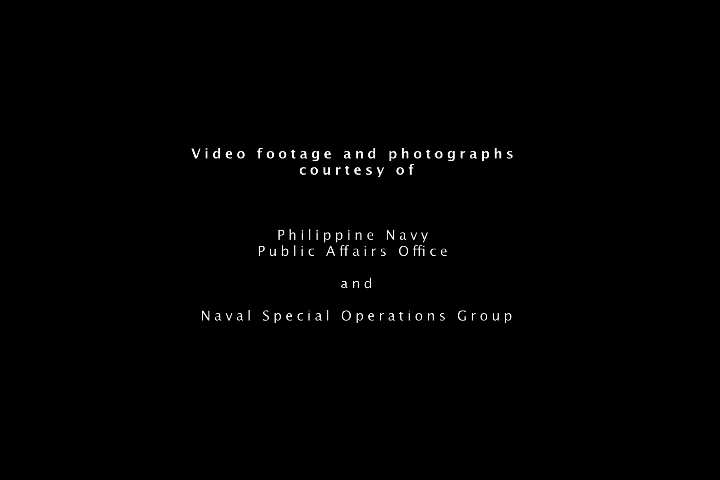 Video footage and photographs
courtesy of
Philippine Navy
Public Affairs Office
and
Naval Special Operations Group